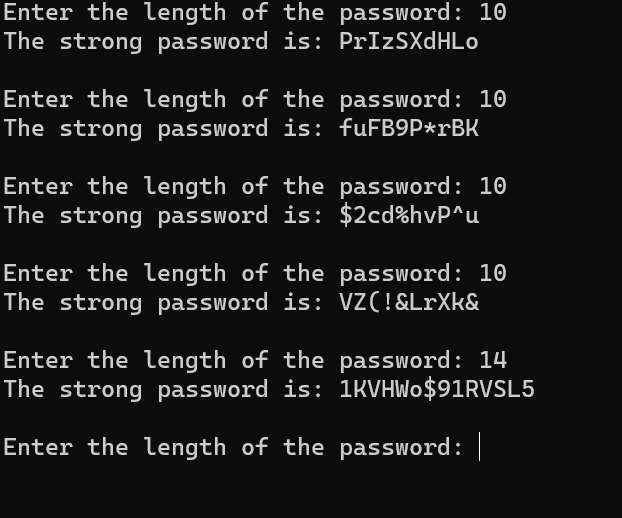 Enter the length of the password: 10
The strong password is: PrIzSXdHLo
Enter the length of the password: 10
The strong password is: fuFB9P*rBK
Enter the length of the password: 10
The strong password is: $2cd%hvP^u
Enter the length of the password: 10
The strong password is: VZ(!&LrXk&
Enter the length of the password: 14
The strong password is: 1KVHWo$91RVSL5
Enter the length of the password: